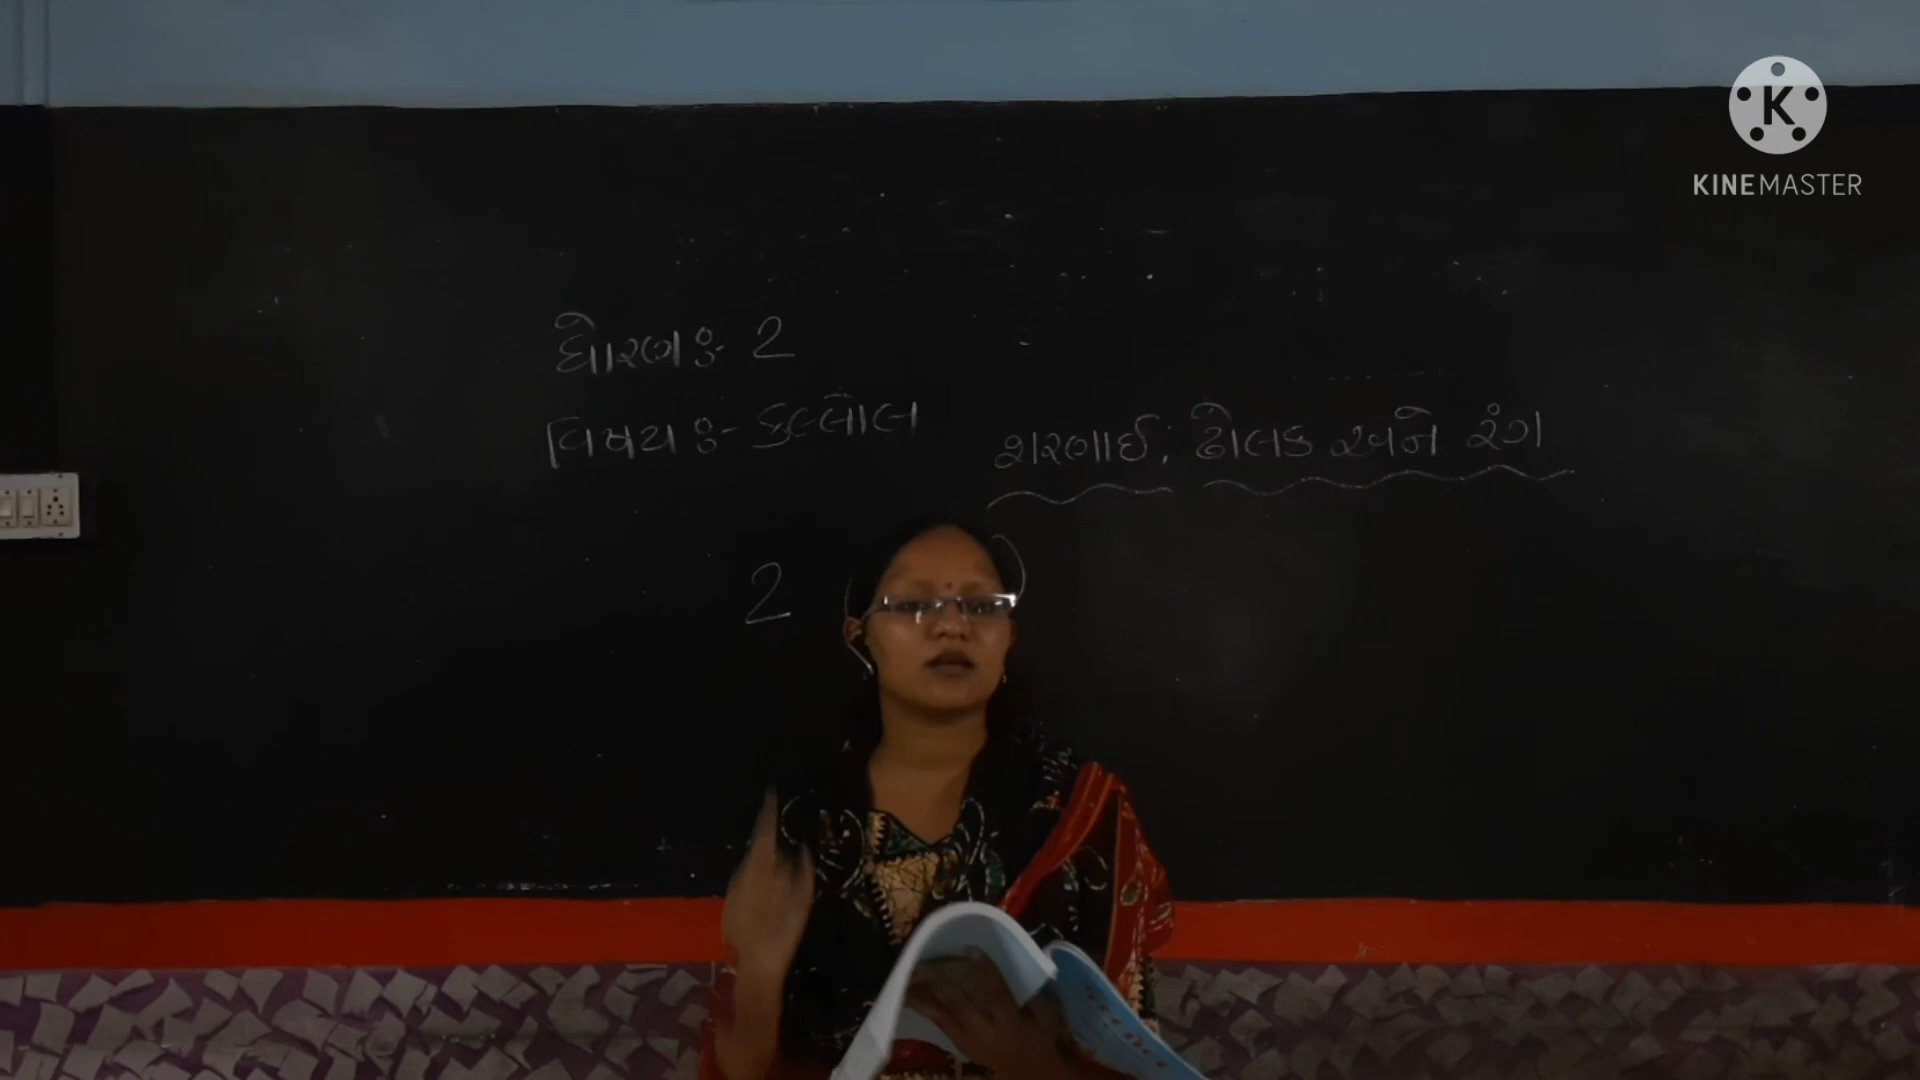 ધોરણ ઃ- 2
વિષય ઃ- કલ્લોલ
શરણાઈ, ઢોલક અને રંગ
2
KINEMASTER